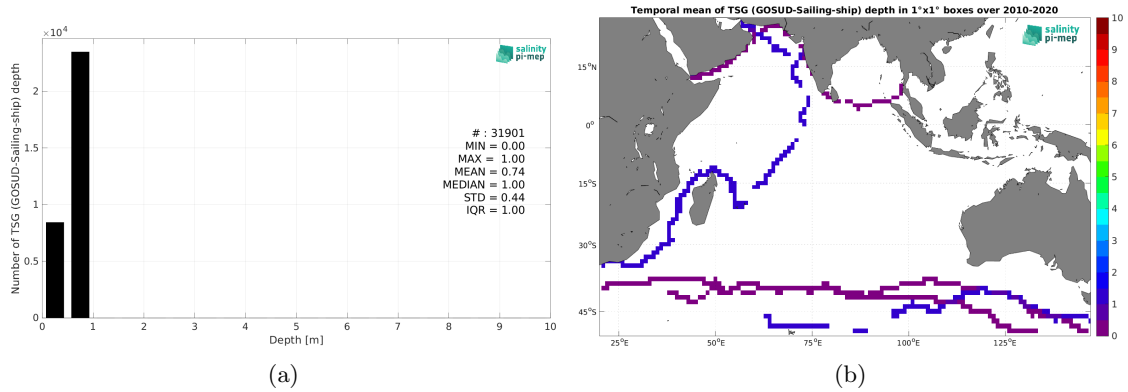 ×10⁴
2
1.5
1
0.5
0
Number of TSG (GOSUD-Sailing-ship) depth
salinity
pi-mep
# : 31901
MIN = 0.00
MAX = 1.00
MEAN = 0.74
MEDIAN = 1.00
STD = 0.44
IQR = 1.00
0 1 2 3 4 5 6 7 8 9 10
Depth [m]
(a)
Temporal mean of TSG (GOSUD-Sailing-ship) depth in 1°x1° boxes over 2010-2020
salinity
pi-mep
15°N
0°
15°S
30°S
45°S
25°E 50°E 75°E 100°E 125°E
10
9
8
7
6
5
4
3
2
1
0
(b)